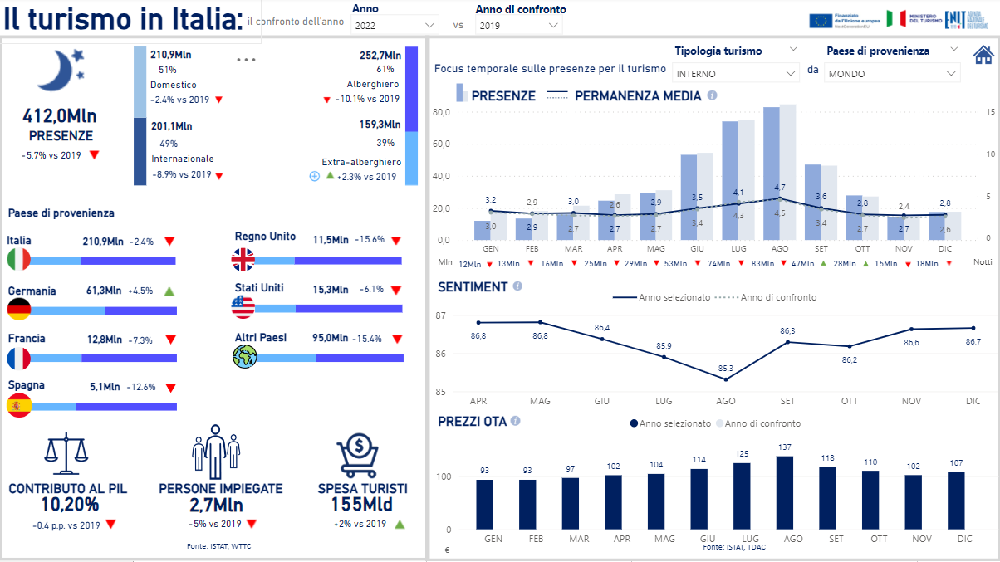 Il turismo in Italia:
il confronto dell'anno
Anno
2022
vs
Anno di confronto
2019
Finanziato
dall'Unione europea
NextGenerationEU
MINISTERO
DEL TURISMO
ENIT
AGENZIA
NAZIONALE
DEL TURISMO
412,0Mln
PRESENZE
-5.7% vs 2019
210,9Mln
51%
Domestico
-2.4% vs 2019
201,1Mln
49%
Internazionale
-8.9% vs 2019
252,7Mln
61%
Alberghiero
-10.1% vs 2019
159,3Mln
39%
Extra-alberghiero
+2.3% vs 2019
Paese di provenienza
Italia 210,9Mln -2.4%
Germania 61,3Mln +4.5%
Francia 12,8Mln -7.3%
Spagna 5,1Mln -12.6%
Regno Unito 11,5Mln -15.6%
Stati Uniti 15,3Mln -6.1%
Altri Paesi 95,0Mln -15.4%
CONTRIBUTO AL PIL
10,20%
-0.4 p.p. vs 2019
PERSONE IMPIEGATE
2,7Mln
-5% vs 2019
SPESA TURISTI
155Mld
+2% vs 2019
Fonte: ISTAT, WTTC
Focus temporale sulle presenze per il turismo
Tipologia turismo
INTERNO
da
Paese di provenienza
MONDO
PRESENZE PERMANENZA MEDIA
80,0
60,0
40,0
20,0
0,0
15
10
5
0
3,2 2,9 3,0 2,6 2,9 3,5 4,1 4,7 3,6 2,8 2,4 2,8
3,0 2,9 2,7 2,7 2,7 3,4 4,3 4,5 3,4 2,7 2,7 2,6
GEN FEB MAR APR MAG GIU LUG AGO SET OTT NOV DIC
Mln 12Mln 13Mln 16Mln 25Mln 29Mln 53Mln 74Mln 83Mln 47Mln 28Mln 15Mln 18Mln Notti
SENTIMENT
Anno selezionato Anno di confronto
87
86
85
86,8 86,8 86,4 85,9 85,3 86,3 86,2 86,6 86,7
APR MAG GIU LUG AGO SET OTT NOV DIC
PREZZI OTA
Anno selezionato Anno di confronto
100
0
93 93 97 102 104 114 125 137 118 110 102 107
GEN FEB MAR APR MAG GIU LUG AGO SET OTT NOV DIC
€
Fonte: ISTAT, TDAC